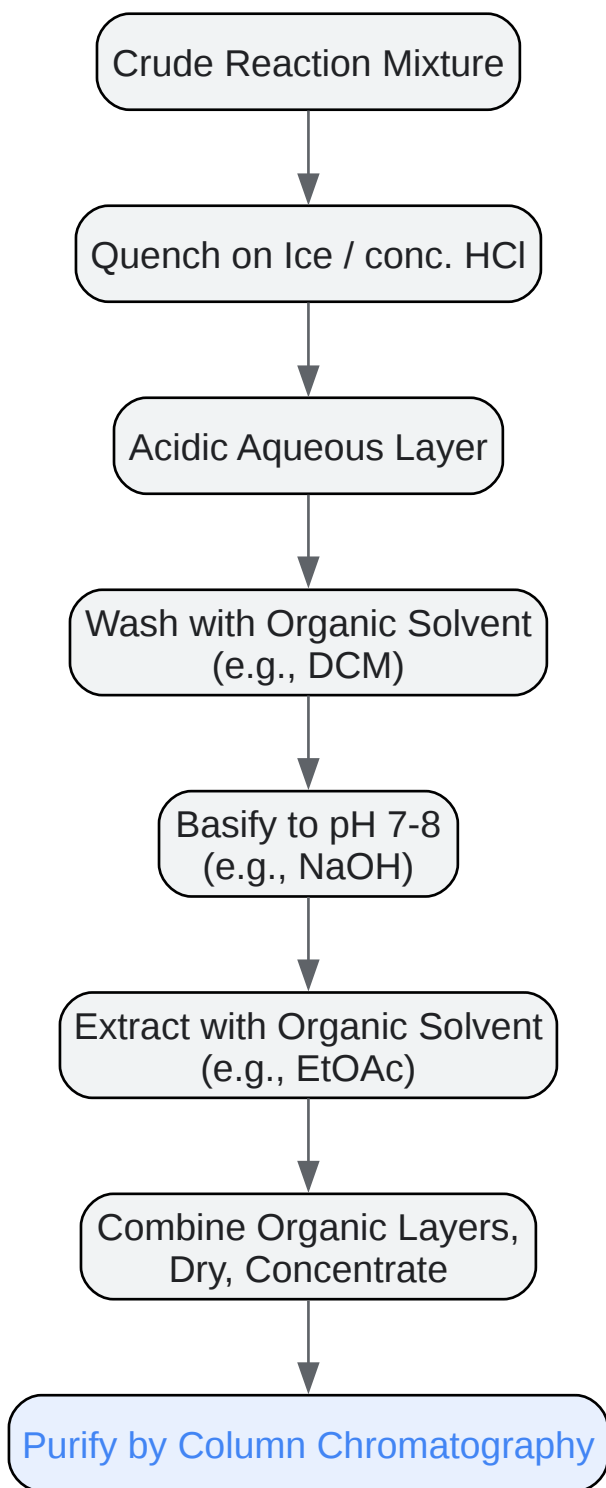 Crude Reaction Mixture
Quench on Ice / conc. HCl
Acidic Aqueous Layer
Wash with Organic Solvent
(e.g., DCM)
Basify to pH 7-8
(e.g., NaOH)
Extract with Organic Solvent
(e.g., EtOAc)
Combine Organic Layers,
Dry, Concentrate
Purify by Column Chromatography